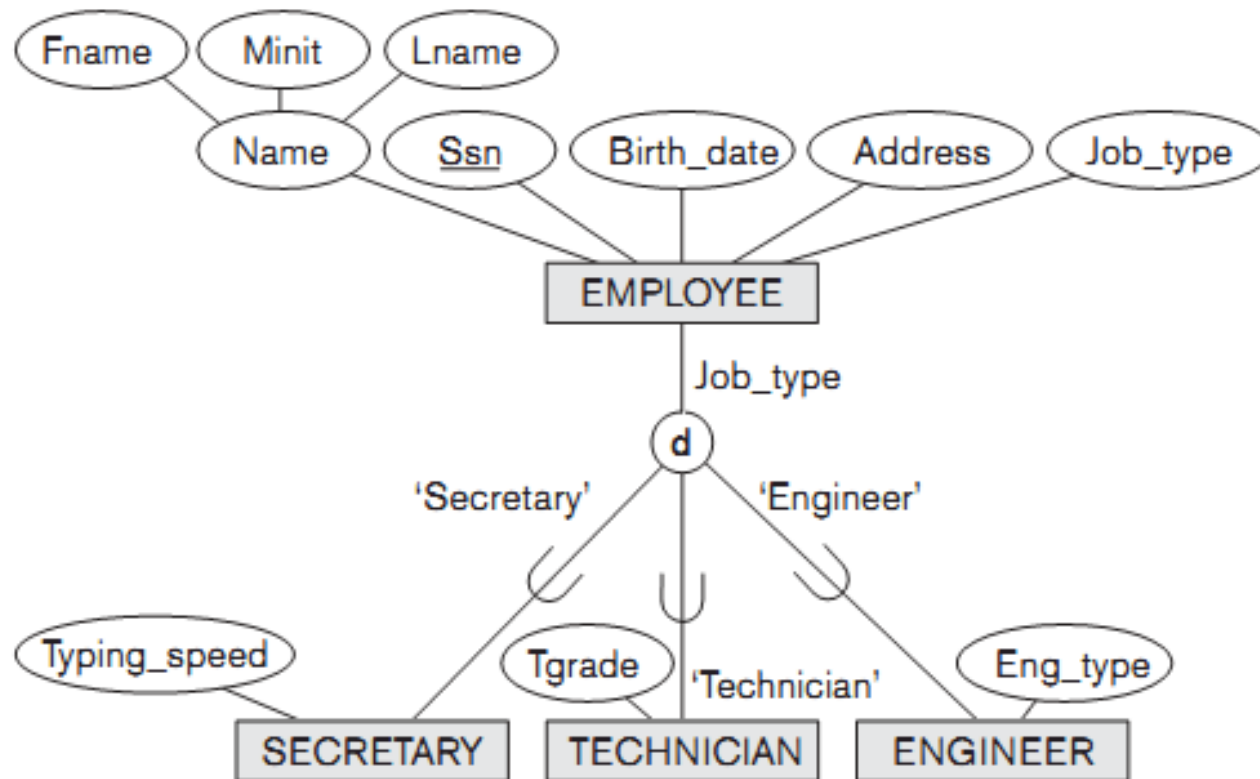 Fname Minit Lname
Name Ssn Birth_date Address Job_type
EMPLOYEE
Job_type
d
‘Secretary’ ‘Engineer’
Typing_speed Tgrade ‘Technician’ Eng_type
SECRETARY TECHNICIAN ENGINEER